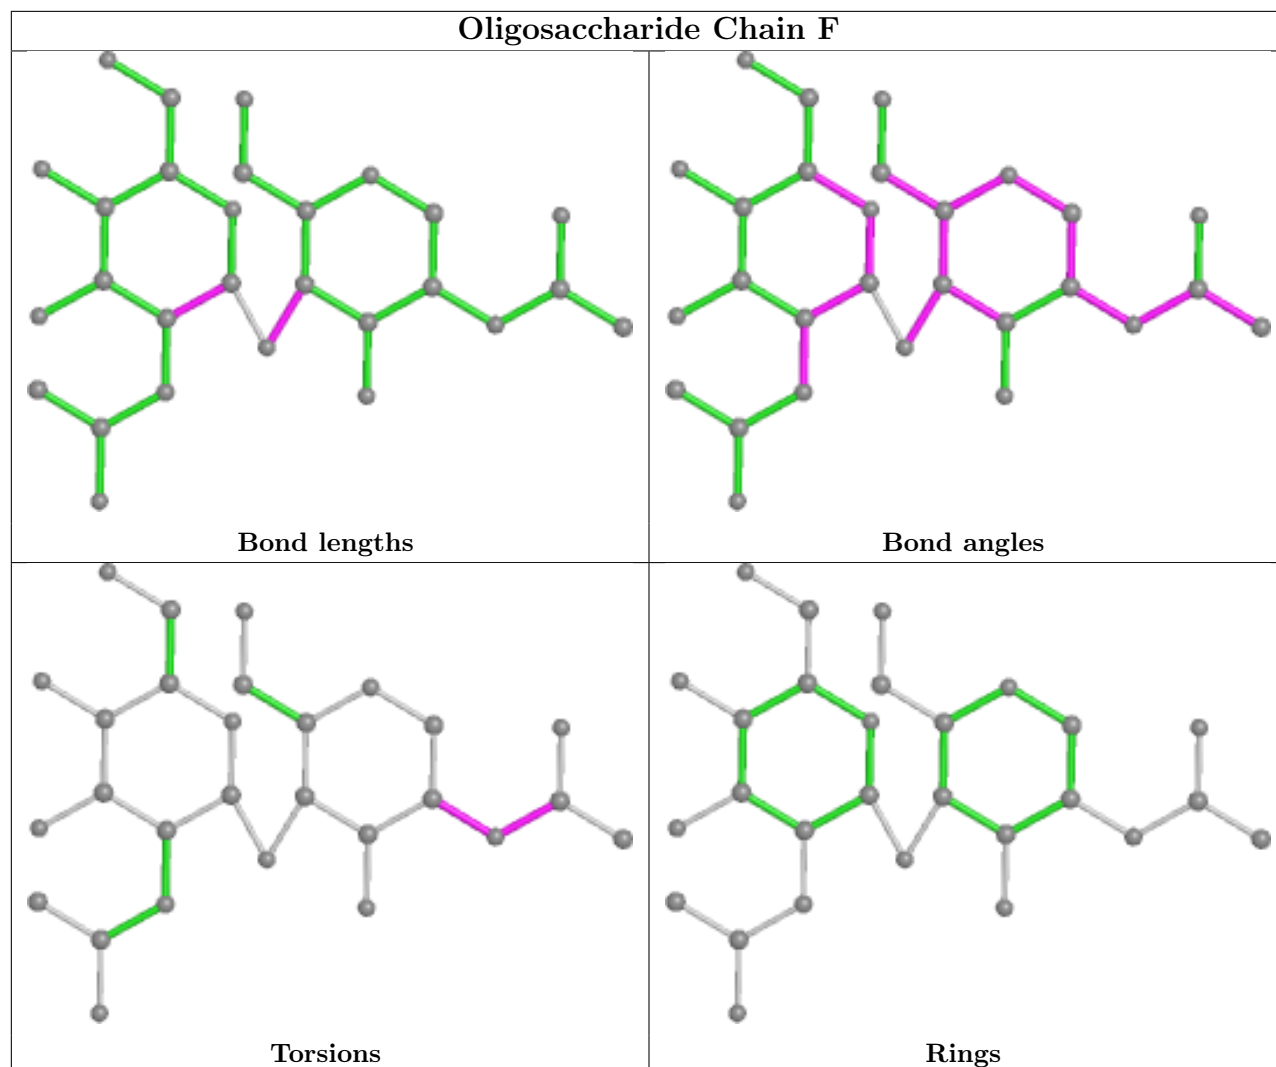 Oligosaccharide Chain F
Bond lengths
Bond angles
Torsions
Rings